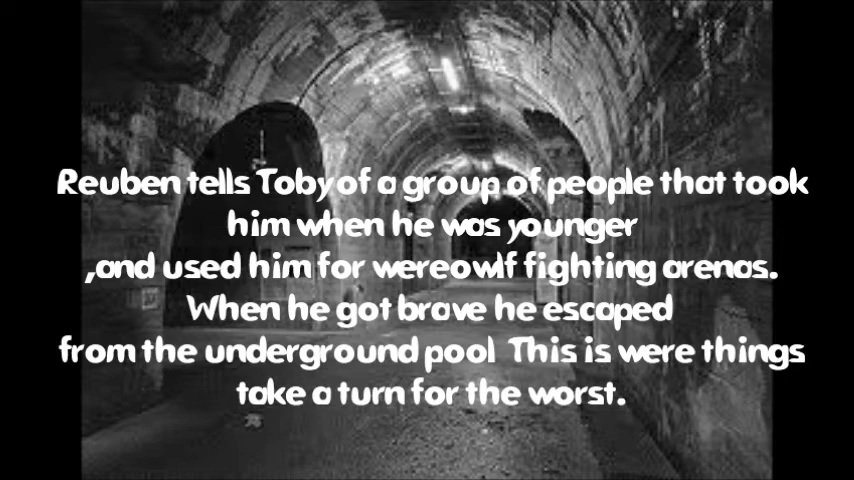 Reuben tells Toby of a group of people that took
him when he was younger
,and used him for wereowlf fighting arenas.
When he got brave he escaped
from the underground pool This is were things
take a turn for the worst.